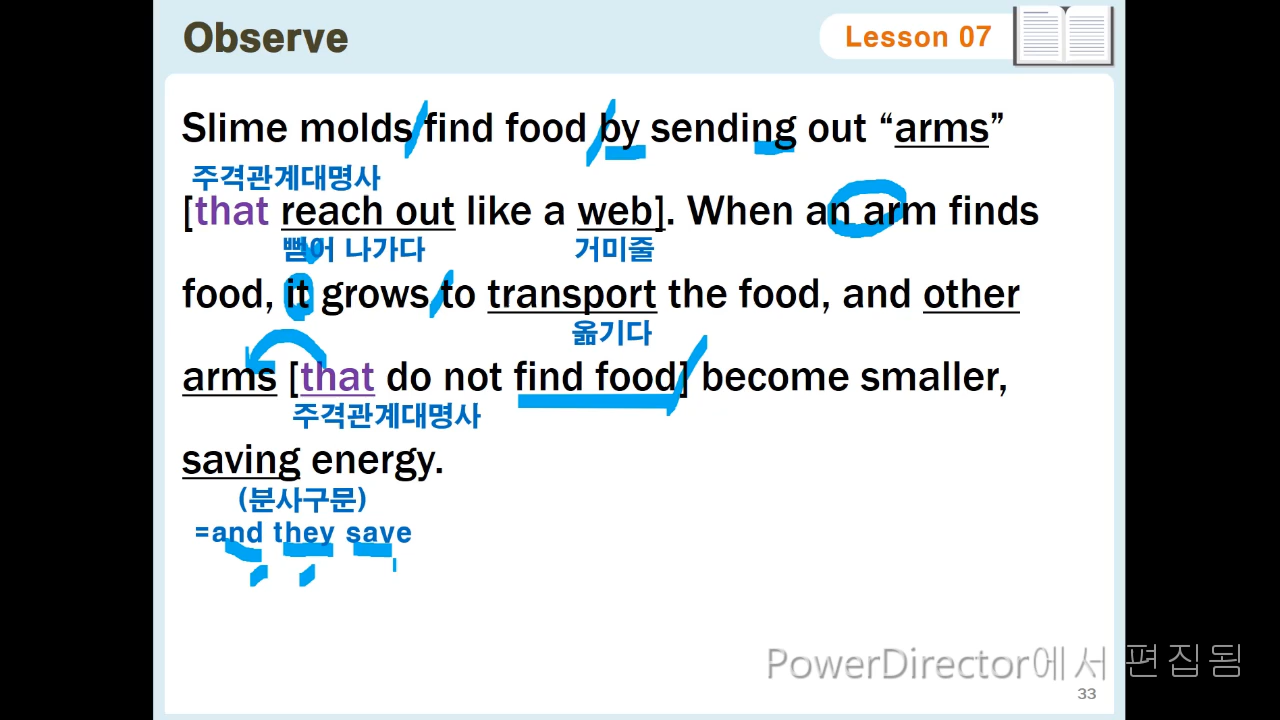 Observe
Lesson 07
Slime molds find food by sending out “arms”
주격관계대명사
[that reach out like a web]. When an arm finds
뻗어 나가다 거미줄
food, it grows to transport the food, and other
옮기다
arms [that do not find food] become smaller,
주격관계대명사
saving energy.
(분사구문)
=and they save
PowerDirector에서 편집됨
33